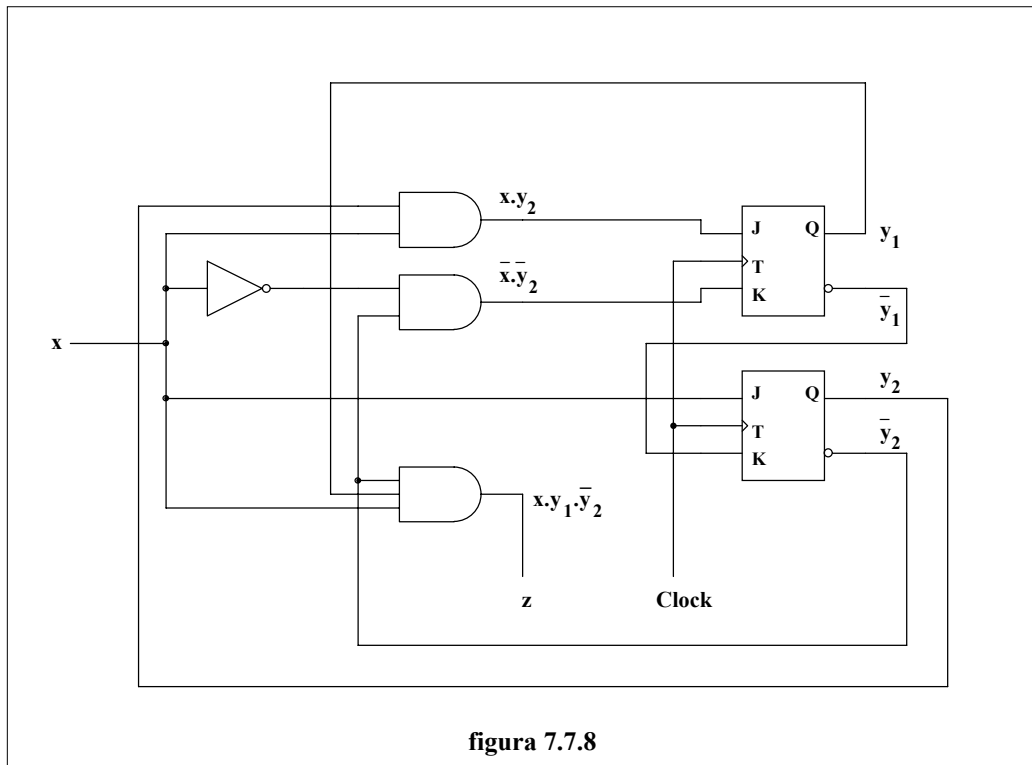 x.y₂
x̄.ȳ₂
J Q
T
K
y₁
ȳ₁
x
J Q
T
K
y₂
ȳ₂
x.y₁.ȳ₂
z
Clock
figura 7.7.8